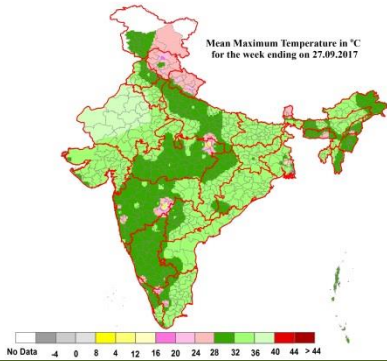 Mean Maximum Temperature in °C
for the week ending on 27.09.2017
No Data -4 0 8 4 12 16 20 24 28 32 36 40 44 > 44